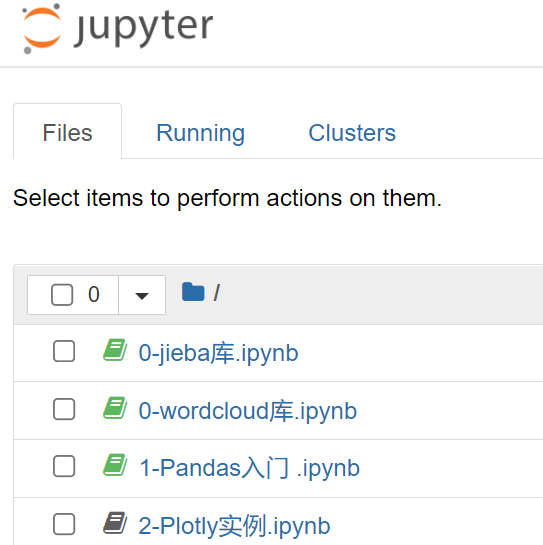 jupyter
Files Running Clusters
Select items to perform actions on them.
0 /
0-jieba库.ipynb
0-wordcloud库.ipynb
1-Pandas入门 .ipynb
2-Plotly实例.ipynb